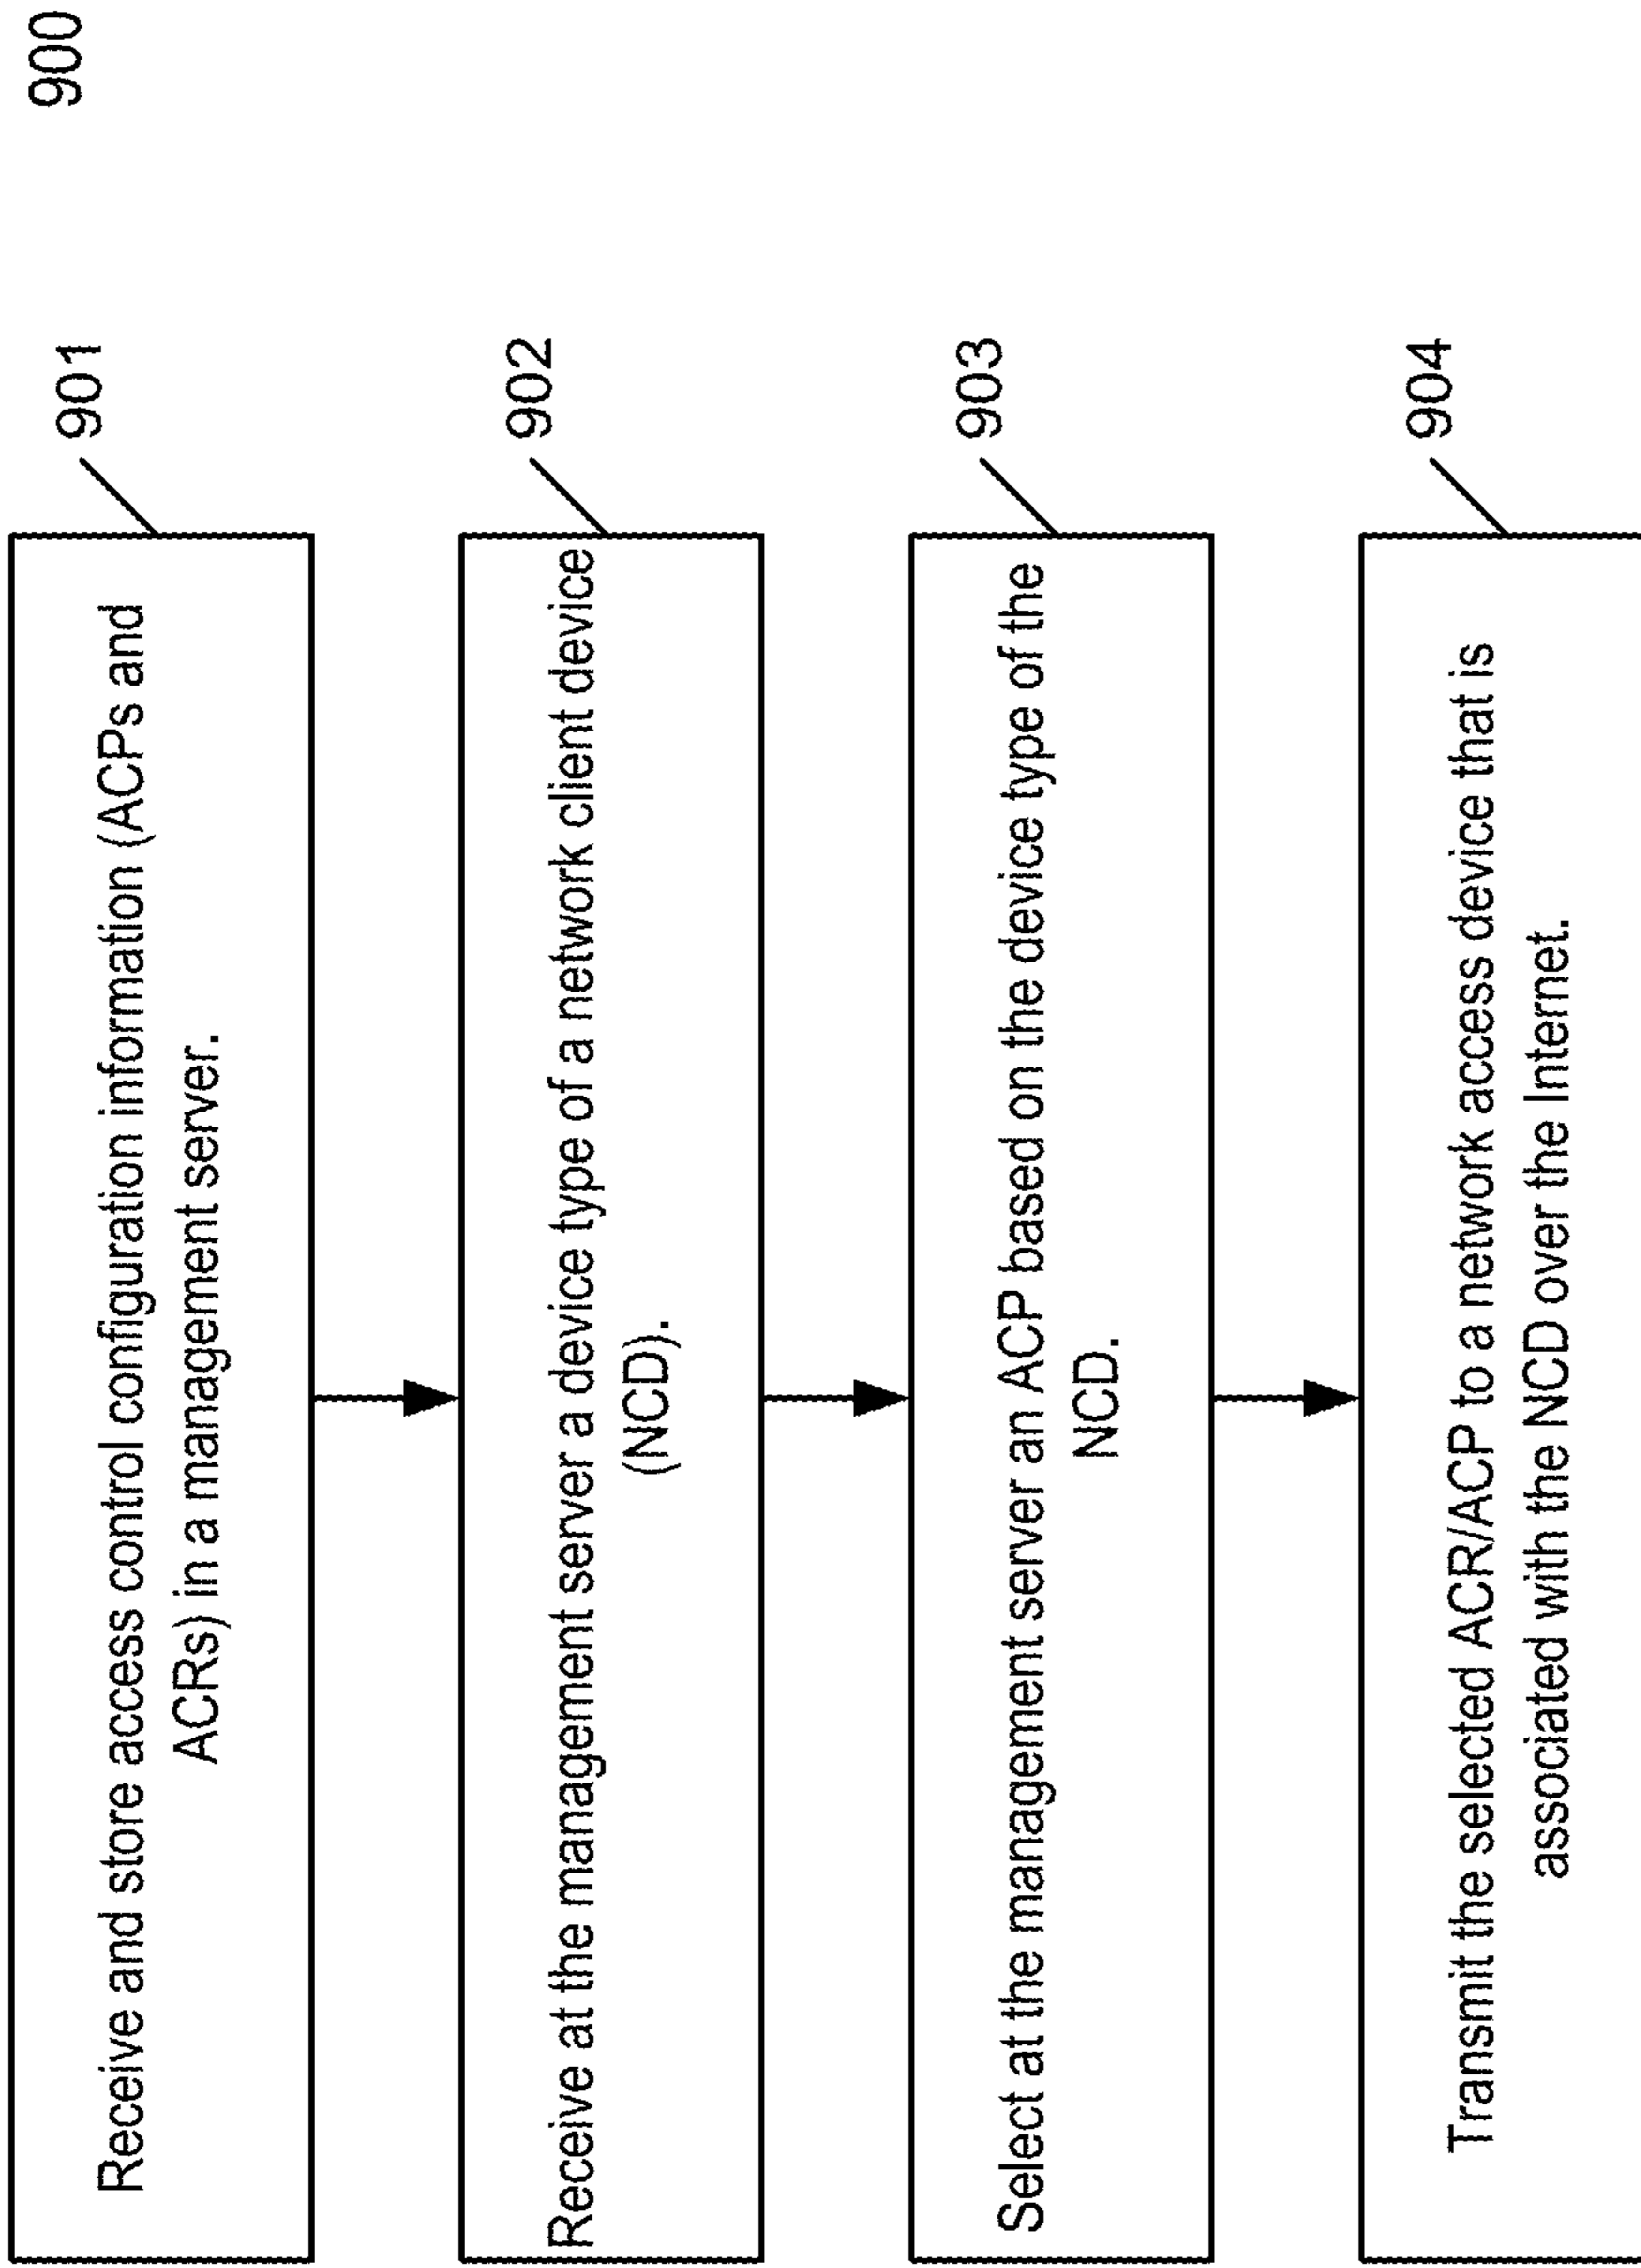 900
901
Receive and store access control configuration information (ACPs and
ACRs) in a management server.
902
Receive at the management server a device type of a network client device
(NCD).
903
Select at the management server an ACP based on the device type of the
NCD.
904
Transmit the selected ACR/ACP to a network access device that is
associated with the NCD over the Internet.